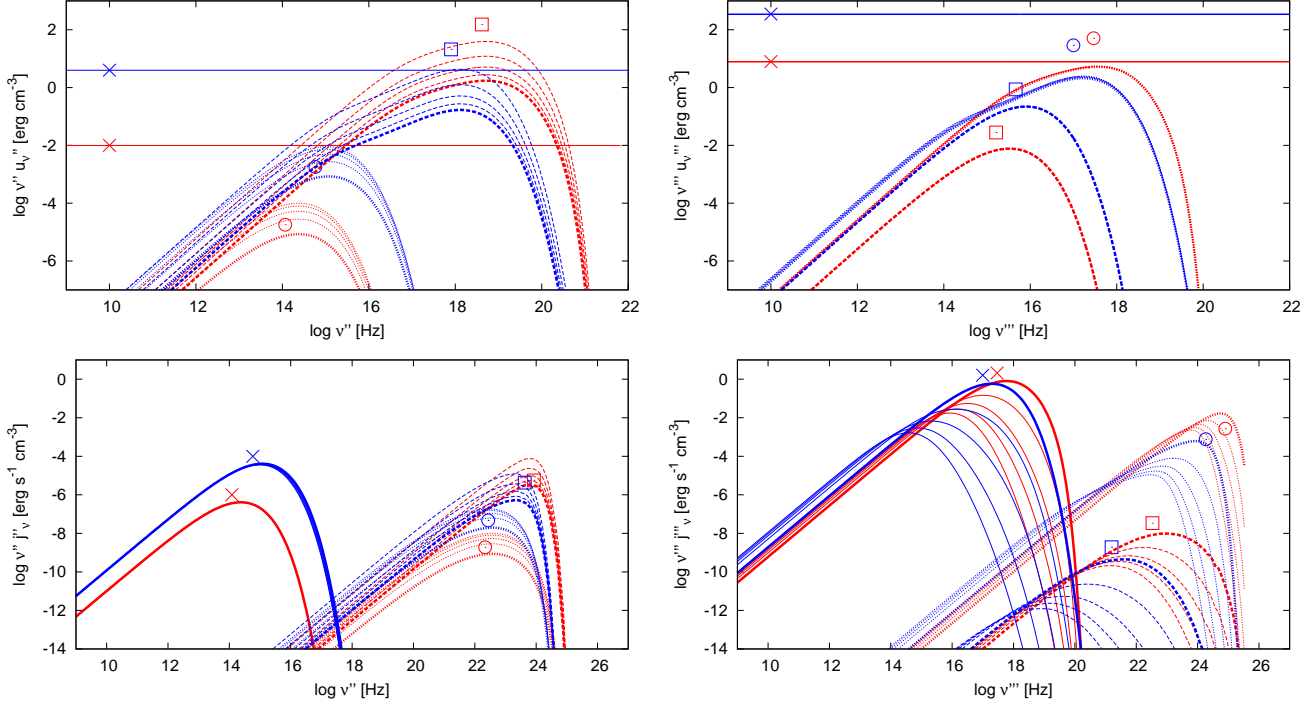 2
0
-2
-4
-6
10 12 14 16 18 20 22
log ν'' [Hz]
log ν'' u_ν'' [erg cm⁻³]
2
0
-2
-4
-6
10 12 14 16 18 20 22
log ν''' [Hz]
log ν''' u_ν''' [erg cm⁻³]
0
-2
-4
-6
-8
-10
-12
-14
10 12 14 16 18 20 22 24 26
log ν'' [Hz]
log ν'' j''_ν [erg s⁻¹ cm⁻³]
0
-2
-4
-6
-8
-10
-12
-14
10 12 14 16 18 20 22 24 26
log ν''' [Hz]
log ν''' j'''_ν [erg s⁻¹ cm⁻³]